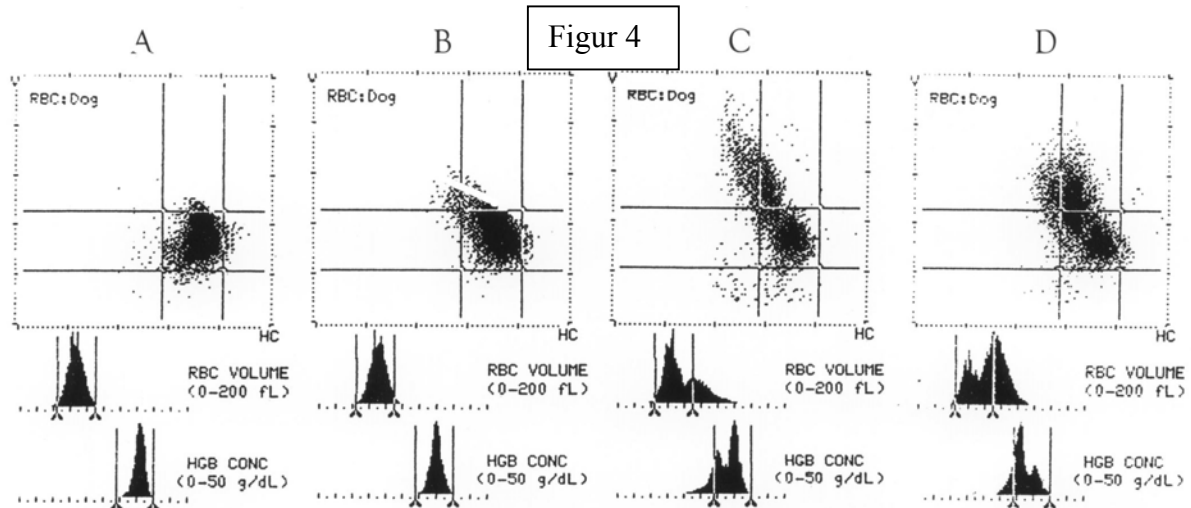 Figur 4
A
B
C
D
V
RBC:Dog
HC
RBC VOLUME
(0-200 fL)
HGB CONC
(0-50 g/dL)
RBC:Dog
HC
RBC VOLUME
(0-200 fL)
HGB CONC
(0-50 g/dL)
V
RBC:Dog
HC
RBC VOLUME
(0-200 fL)
HGB CONC
(0-50 g/dL)
V
RBC:Dog
HC
RBC VOLUME
(0-200 fL)
HGB CONC
(0-50 g/dL)